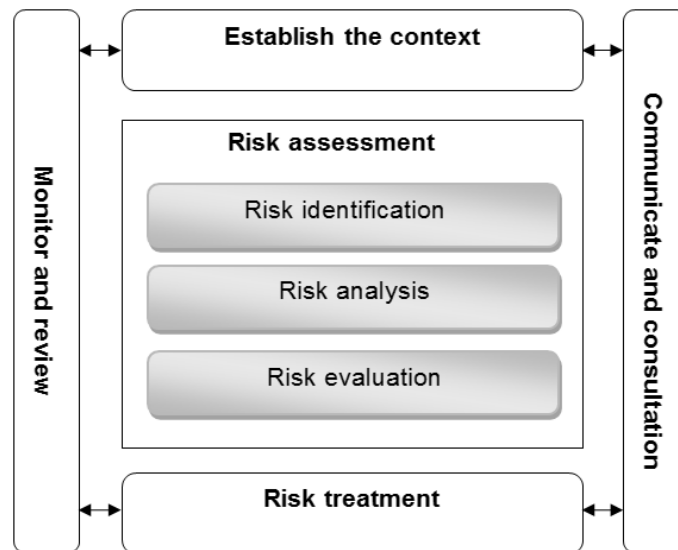 Establish the context
Monitor and review
Risk assessment
Risk identification
Risk analysis
Risk evaluation
Risk treatment
Communicate and consultation